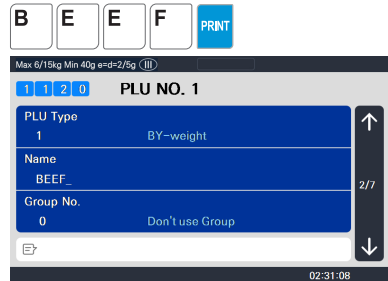 B E E F PRINT
Max 6/15kg Min 40g e=d=2/5g (III)
1 1 2 0 PLU NO. 1
PLU Type
1 BY-weight
Name
BEEF_
2/7
Group No.
0 Don't use Group
02:31:08